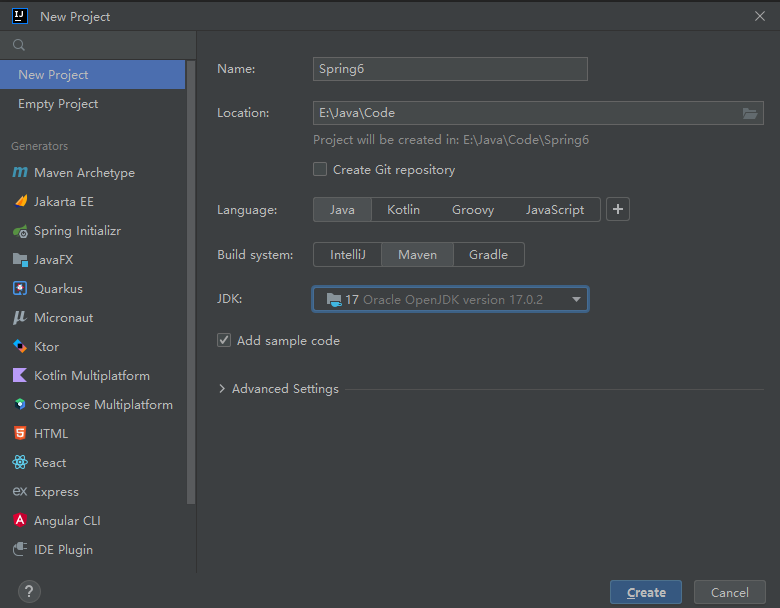 New Project
New Project
Empty Project
Generators
Maven Archetype
Jakarta EE
Spring Initializr
JavaFX
Quarkus
Micronaut
Ktor
Kotlin Multiplatform
Compose Multiplatform
HTML
React
Express
Angular CLI
IDE Plugin
Name: Spring6
Location: E:\Java\Code
Project will be created in: E:\Java\Code\Spring6
Create Git repository
Language: Java Kotlin Groovy JavaScript +
Build system: IntelliJ Maven Gradle
JDK: 17 Oracle OpenJDK version 17.0.2
Add sample code
Advanced Settings
? Create Cancel